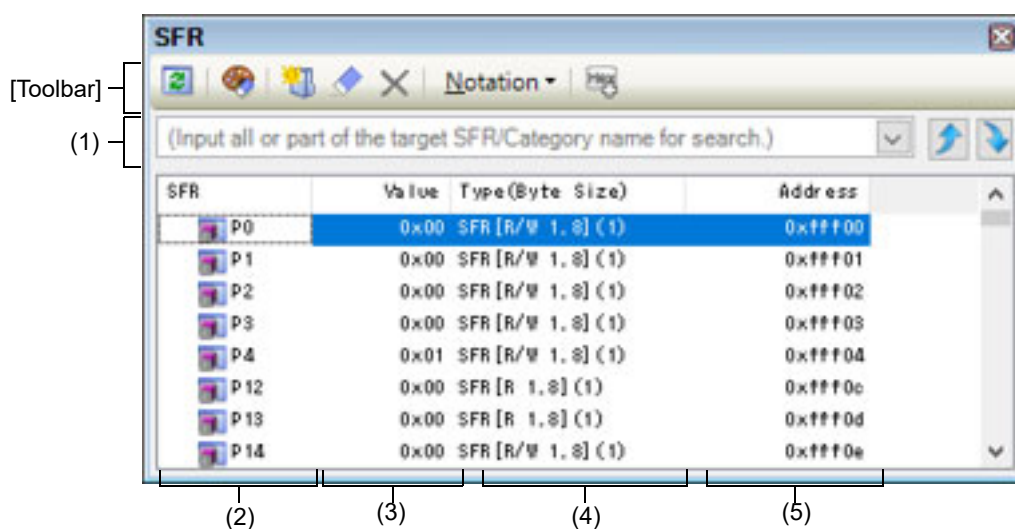 SFR
[Toolbar] Notation Hex
(1) (Input all or part of the target SFR/Category name for search.)
SFR Value Type(Byte Size) Address
P0 0x00 SFR[R/W 1,8](1) 0xfff00
P1 0x00 SFR[R/W 1,8](1) 0xfff01
P2 0x00 SFR[R/W 1,8](1) 0xfff02
P3 0x00 SFR[R/W 1,8](1) 0xfff03
P4 0x01 SFR[R/W 1,8](1) 0xfff04
P12 0x00 SFR[R 1,8](1) 0xfff0c
P13 0x00 SFR[R 1,8](1) 0xfff0d
P14 0x00 SFR[R/W 1,8](1) 0xfff0e
(2) (3) (4) (5)